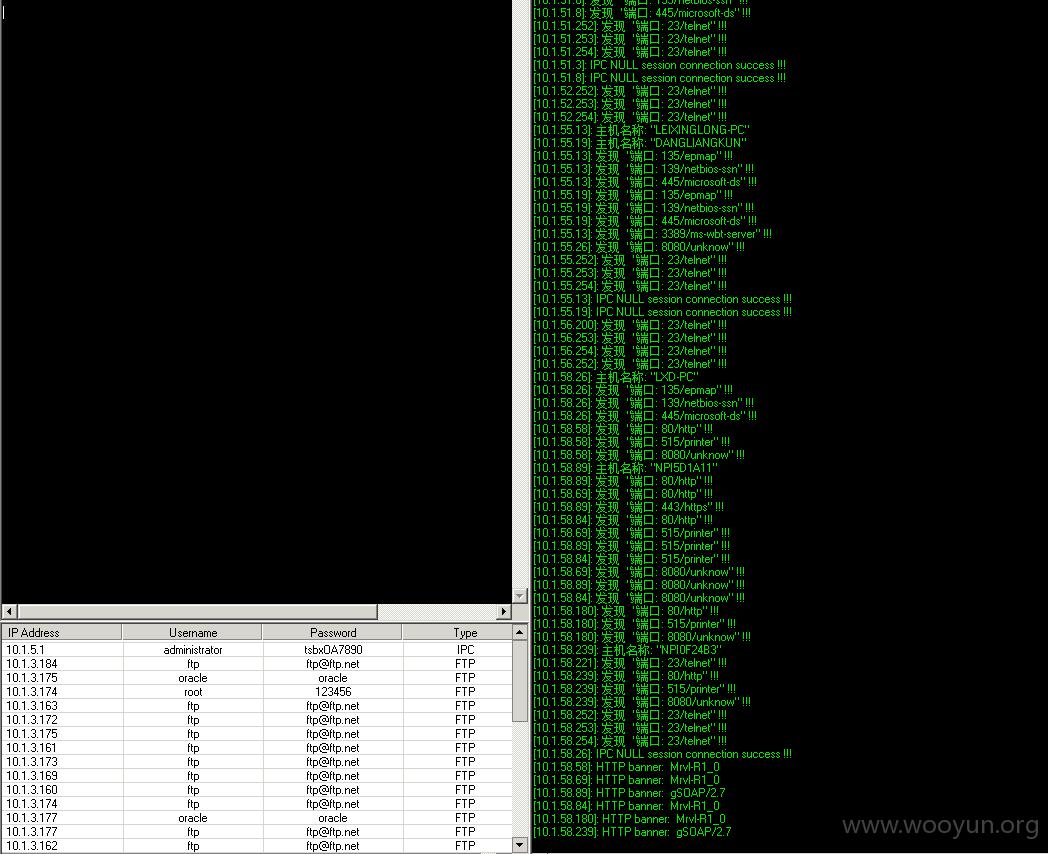 IP Address Username Password Type
10.1.5.1 administrator tsbxOA7890 IPC
10.1.3.184 ftp ftp@ftp.net FTP
10.1.3.175 oracle oracle FTP
10.1.3.174 root 123456 FTP
10.1.3.163 ftp ftp@ftp.net FTP
10.1.3.172 ftp ftp@ftp.net FTP
10.1.3.175 ftp ftp@ftp.net FTP
10.1.3.161 ftp ftp@ftp.net FTP
10.1.3.173 ftp ftp@ftp.net FTP
10.1.3.169 ftp ftp@ftp.net FTP
10.1.3.160 ftp ftp@ftp.net FTP
10.1.3.174 ftp ftp@ftp.net FTP
10.1.3.177 oracle oracle FTP
10.1.3.177 ftp ftp@ftp.net FTP
10.1.3.162 ftp ftp@ftp.net FTP
[10.1.51.8]: 发现 "端口: 139/netbios-ssn" !!!
[10.1.51.8]: 发现 "端口: 445/microsoft-ds" !!!
[10.1.51.252]: 发现 "端口: 23/telnet" !!!
[10.1.51.253]: 发现 "端口: 23/telnet" !!!
[10.1.51.254]: 发现 "端口: 23/telnet" !!!
[10.1.51.3]: IPC NULL session connection success !!!
[10.1.51.8]: IPC NULL session connection success !!!
[10.1.52.252]: 发现 "端口: 23/telnet" !!!
[10.1.52.253]: 发现 "端口: 23/telnet" !!!
[10.1.52.254]: 发现 "端口: 23/telnet" !!!
[10.1.55.13]: 主机名称: "LEIXINGLONG-PC"
[10.1.55.19]: 主机名称: "DANGLIANGKUN"
[10.1.55.13]: 发现 "端口: 135/epmap" !!!
[10.1.55.13]: 发现 "端口: 139/netbios-ssn" !!!
[10.1.55.13]: 发现 "端口: 445/microsoft-ds" !!!
[10.1.55.19]: 发现 "端口: 135/epmap" !!!
[10.1.55.19]: 发现 "端口: 139/netbios-ssn" !!!
[10.1.55.19]: 发现 "端口: 445/microsoft-ds" !!!
[10.1.55.13]: 发现 "端口: 3389/ms-wbt-server" !!!
[10.1.55.26]: 发现 "端口: 8080/unknow" !!!
[10.1.55.252]: 发现 "端口: 23/telnet" !!!
[10.1.55.253]: 发现 "端口: 23/telnet" !!!
[10.1.55.254]: 发现 "端口: 23/telnet" !!!
[10.1.55.13]: IPC NULL session connection success !!!
[10.1.55.19]: IPC NULL session connection success !!!
[10.1.56.200]: 发现 "端口: 23/telnet" !!!
[10.1.56.253]: 发现 "端口: 23/telnet" !!!
[10.1.56.254]: 发现 "端口: 23/telnet" !!!
[10.1.56.252]: 发现 "端口: 23/telnet" !!!
[10.1.58.26]: 主机名称: "LXD-PC"
[10.1.58.26]: 发现 "端口: 135/epmap" !!!
[10.1.58.26]: 发现 "端口: 139/netbios-ssn" !!!
[10.1.58.26]: 发现 "端口: 445/microsoft-ds" !!!
[10.1.58.58]: 发现 "端口: 80/http" !!!
[10.1.58.58]: 发现 "端口: 515/printer" !!!
[10.1.58.58]: 发现 "端口: 8080/unknow" !!!
[10.1.58.89]: 主机名称: "NPI5D1A11"
[10.1.58.89]: 发现 "端口: 80/http" !!!
[10.1.58.69]: 发现 "端口: 80/http" !!!
[10.1.58.89]: 发现 "端口: 443/https" !!!
[10.1.58.84]: 发现 "端口: 80/http" !!!
[10.1.58.69]: 发现 "端口: 515/printer" !!!
[10.1.58.89]: 发现 "端口: 515/printer" !!!
[10.1.58.84]: 发现 "端口: 515/printer" !!!
[10.1.58.69]: 发现 "端口: 8080/unknow" !!!
[10.1.58.89]: 发现 "端口: 8080/unknow" !!!
[10.1.58.84]: 发现 "端口: 8080/unknow" !!!
[10.1.58.180]: 发现 "端口: 80/http" !!!
[10.1.58.180]: 发现 "端口: 515/printer" !!!
[10.1.58.180]: 发现 "端口: 8080/unknow" !!!
[10.1.58.239]: 主机名称: "NPI0F24B3"
[10.1.58.221]: 发现 "端口: 23/telnet" !!!
[10.1.58.239]: 发现 "端口: 80/http" !!!
[10.1.58.239]: 发现 "端口: 515/printer" !!!
[10.1.58.239]: 发现 "端口: 8080/unknow" !!!
[10.1.58.252]: 发现 "端口: 23/telnet" !!!
[10.1.58.253]: 发现 "端口: 23/telnet" !!!
[10.1.58.254]: 发现 "端口: 23/telnet" !!!
[10.1.58.26]: IPC NULL session connection success !!!
[10.1.58.58]: HTTP banner: Mrvl-R1_0
[10.1.58.69]: HTTP banner: Mrvl-R1_0
[10.1.58.89]: HTTP banner: gSOAP/2.7
[10.1.58.84]: HTTP banner: Mrvl-R1_0
[10.1.58.180]: HTTP banner: Mrvl-R1_0
[10.1.58.239]: HTTP banner: gSOAP/2.7
www.wooyun.org